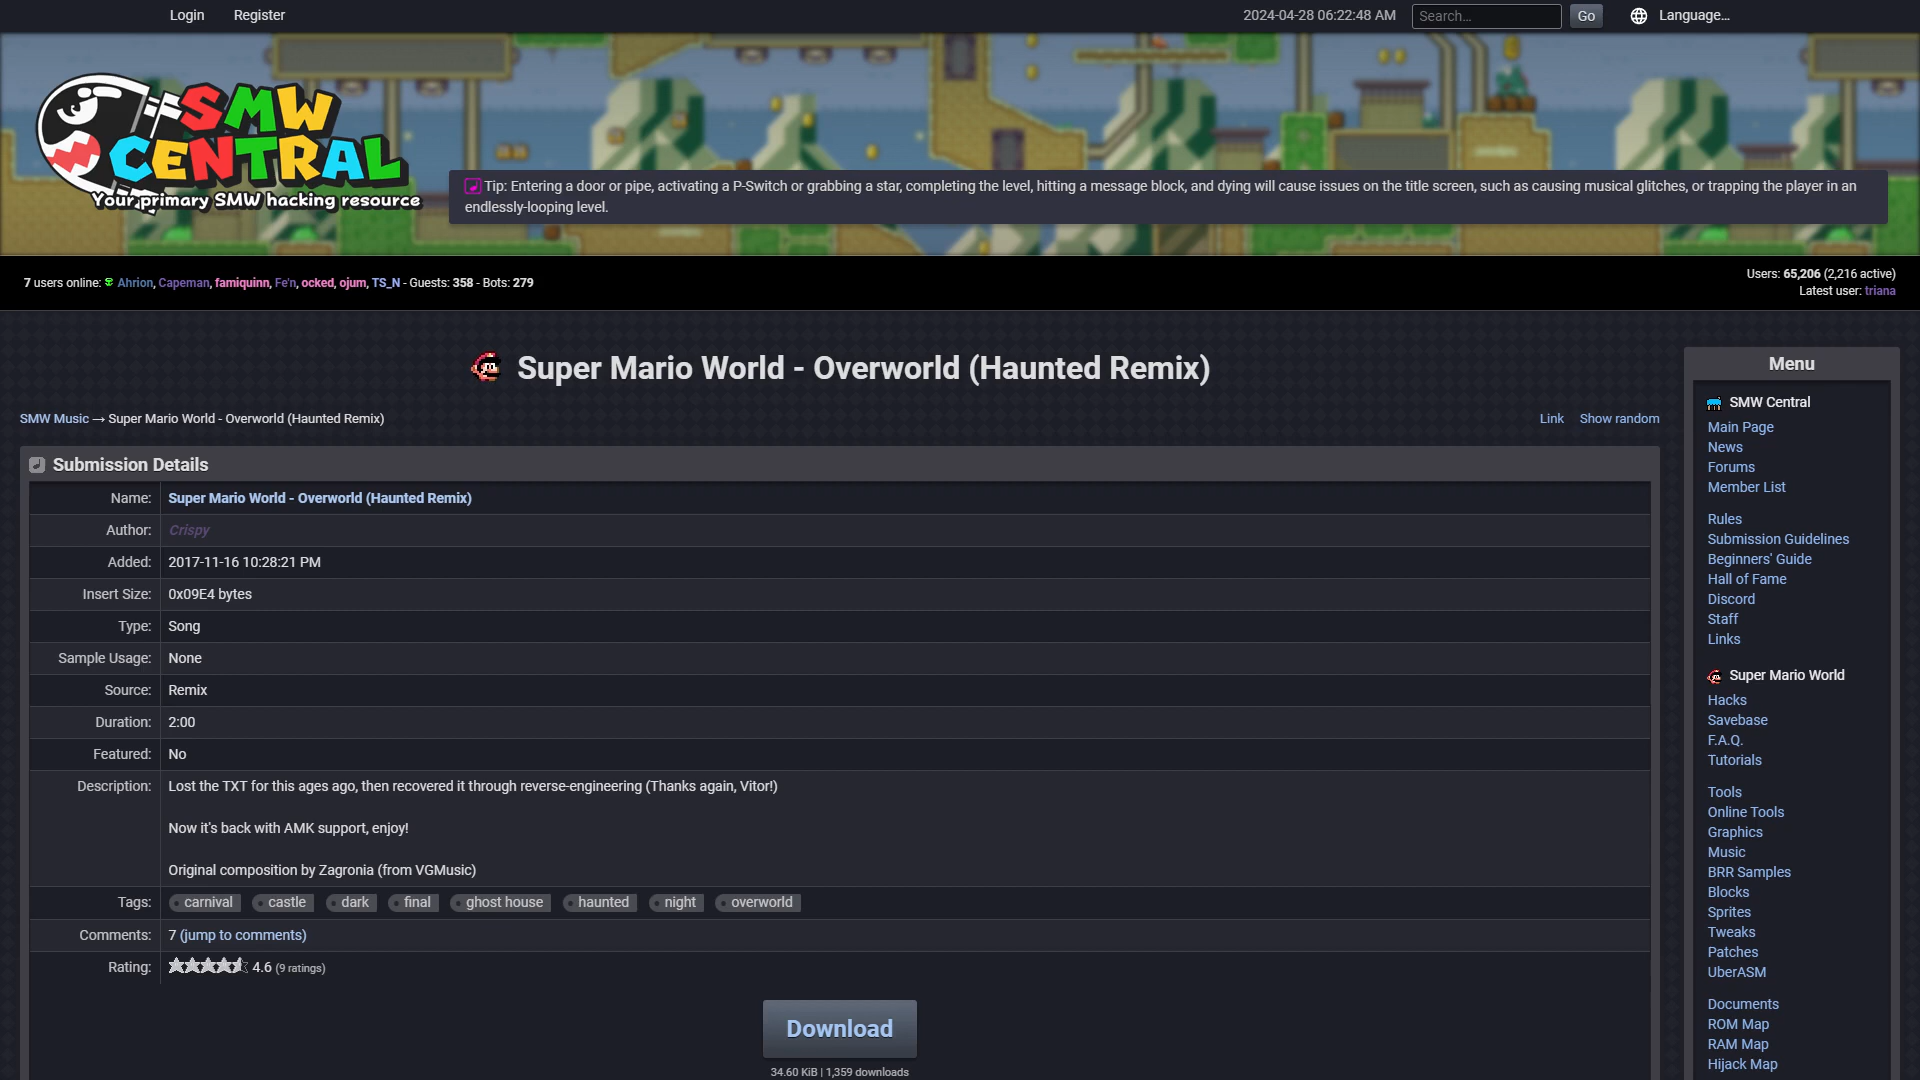 Login
Register
2024-04-28 06:22:48 AM
Search...
Go
Language...
SMW
CENTRAL
Your primary SMW hacking resource
Tip: Entering a door or pipe, activating a P-Switch or grabbing a star, completing the level, hitting a message block, and dying will cause issues on the title screen, such as causing musical glitches, or trapping the player in an
endlessly-looping level.
7 users online: Ahrion, Capeman, famiquinn, Fe'n, ocked, ojum, TS_N - Guests: 358 - Bots: 279
Users: 65,206 (2,216 active)
Latest user: triana
Super Mario World - Overworld (Haunted Remix)
SMW Music → Super Mario World - Overworld (Haunted Remix)
Link
Show random
Submission Details
Name: Super Mario World - Overworld (Haunted Remix)
Author: Crispy
Added: 2017-11-16 10:28:21 PM
Insert Size: 0x09E4 bytes
Type: Song
Sample Usage: None
Source: Remix
Duration: 2:00
Featured: No
Description: Lost the TXT for this ages ago, then recovered it through reverse-engineering (Thanks again, Vitor!)
Now it's back with AMK support, enjoy!
Original composition by Zagronia (from VGMusic)
Tags: carnival castle dark final ghost house haunted night overworld
Comments: 7 (jump to comments)
Rating: 4.6 (9 ratings)
Download
34.60 KiB | 1,359 downloads
Menu
SMW Central
Main Page
News
Forums
Member List
Rules
Submission Guidelines
Beginners' Guide
Hall of Fame
Discord
Staff
Links
Super Mario World
Hacks
Savebase
F.A.Q.
Tutorials
Tools
Online Tools
Graphics
Music
BRR Samples
Blocks
Sprites
Tweaks
Patches
UberASM
Documents
ROM Map
RAM Map
Hijack Map